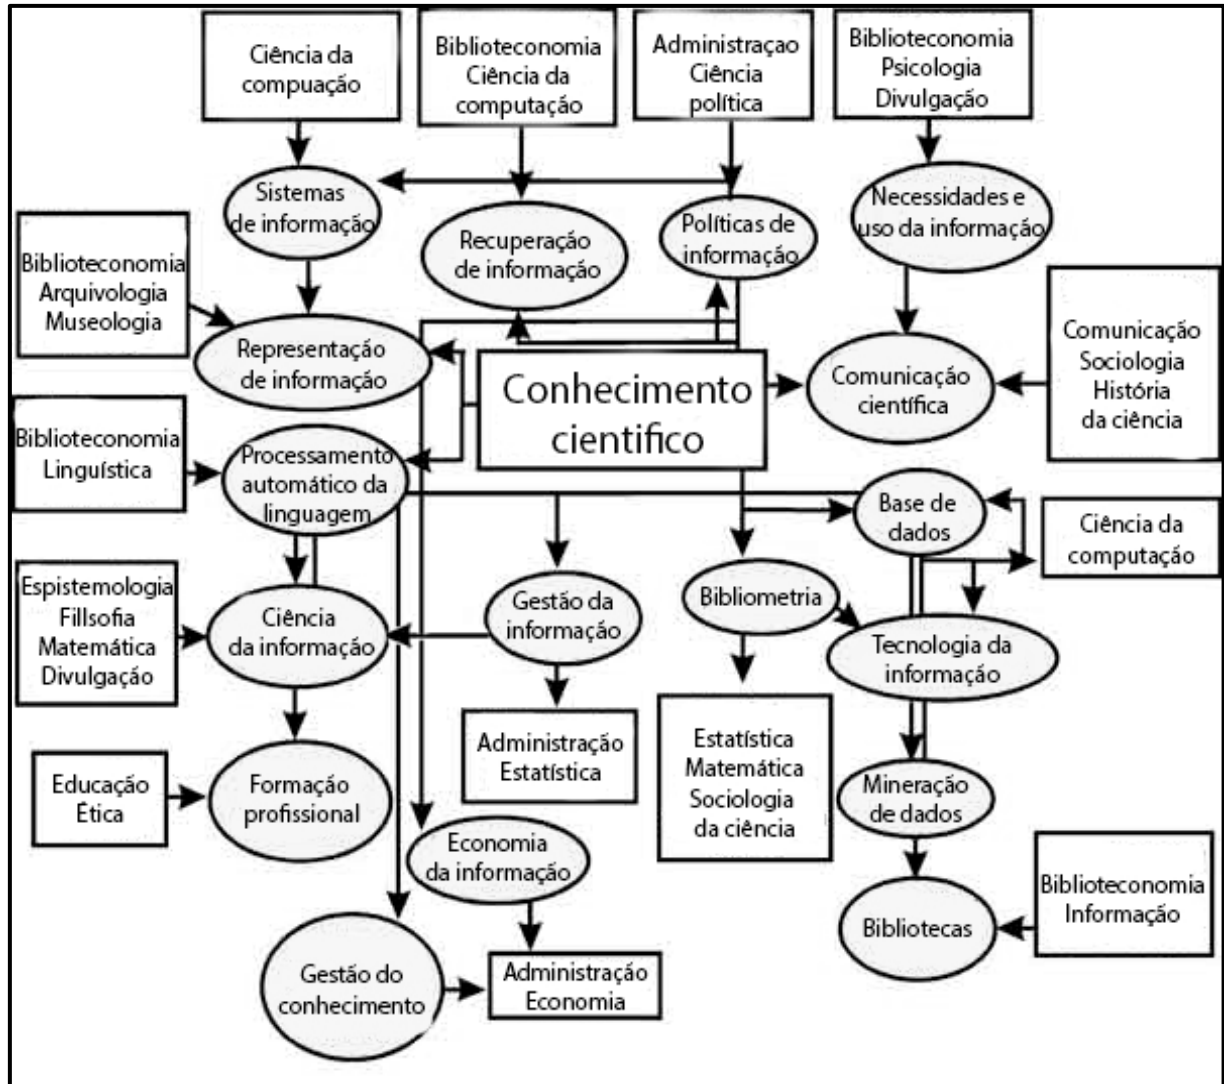 Ciência da
compuação
Biblioteconomia
Ciência da
computação
Administraçao
Ciência
política
Biblioteconomia
Psicologia
Divulgação
Sistemas
de informação
Recuperação
de informação
Políticas de
informação
Necessidades e
uso da informação
Biblioteconomia
Arquivologia
Museologia
Representação
de informação
Conhecimento
cientifico
Comunicação
científica
Comunicação
Sociologia
História
da ciência
Biblioteconomia
Linguística
Processamento
automático da
linguagem
Base de
dados
Ciência da
computação
Espistemologia
Fillsofia
Matemática
Divulgação
Ciência
da informação
Gestão da
informação
Bibliometria
Tecnologia da
informação
Administração
Estatística
Estatística
Matemática
Sociologia
da ciência
Educação
Ética
Formação
profissional
Mineração
de dados
Economia
da informação
Bibliotecas
Biblioteconomia
Informação
Gestão do
conhecimento
Administração
Economia